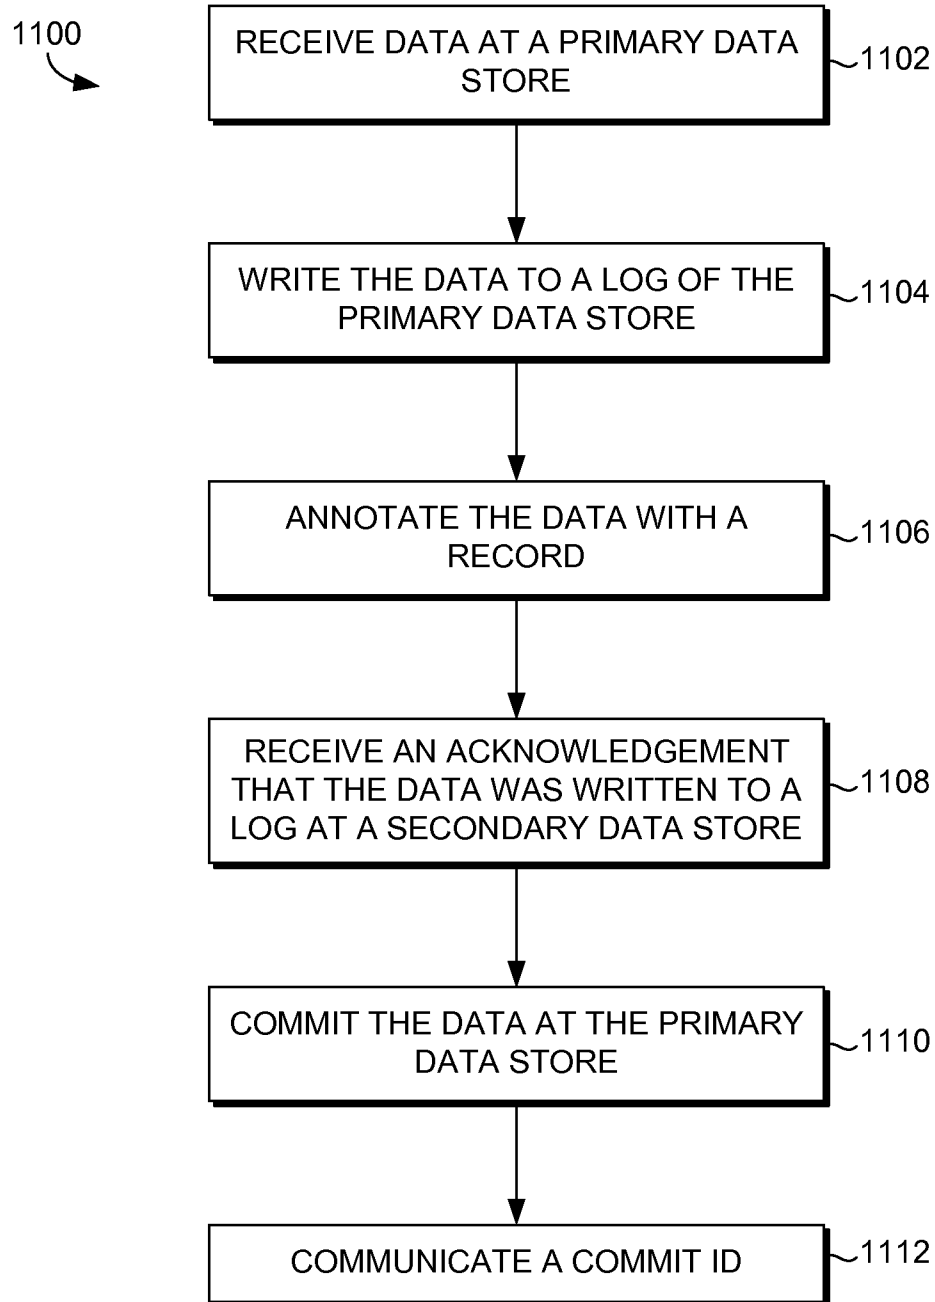 1100
RECEIVE DATA AT A PRIMARY DATA
STORE
1102
WRITE THE DATA TO A LOG OF THE
PRIMARY DATA STORE
1104
ANNOTATE THE DATA WITH A
RECORD
1106
RECEIVE AN ACKNOWLEDGEMENT
THAT THE DATA WAS WRITTEN TO A
LOG AT A SECONDARY DATA STORE
1108
COMMIT THE DATA AT THE PRIMARY
DATA STORE
1110
COMMUNICATE A COMMIT ID
1112